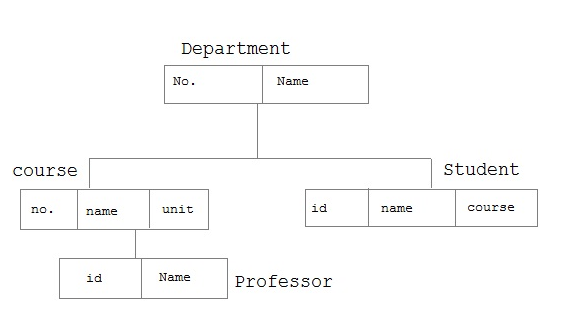 Department
No. Name
course
Student
no. name unit
id name course
id Name
Professor